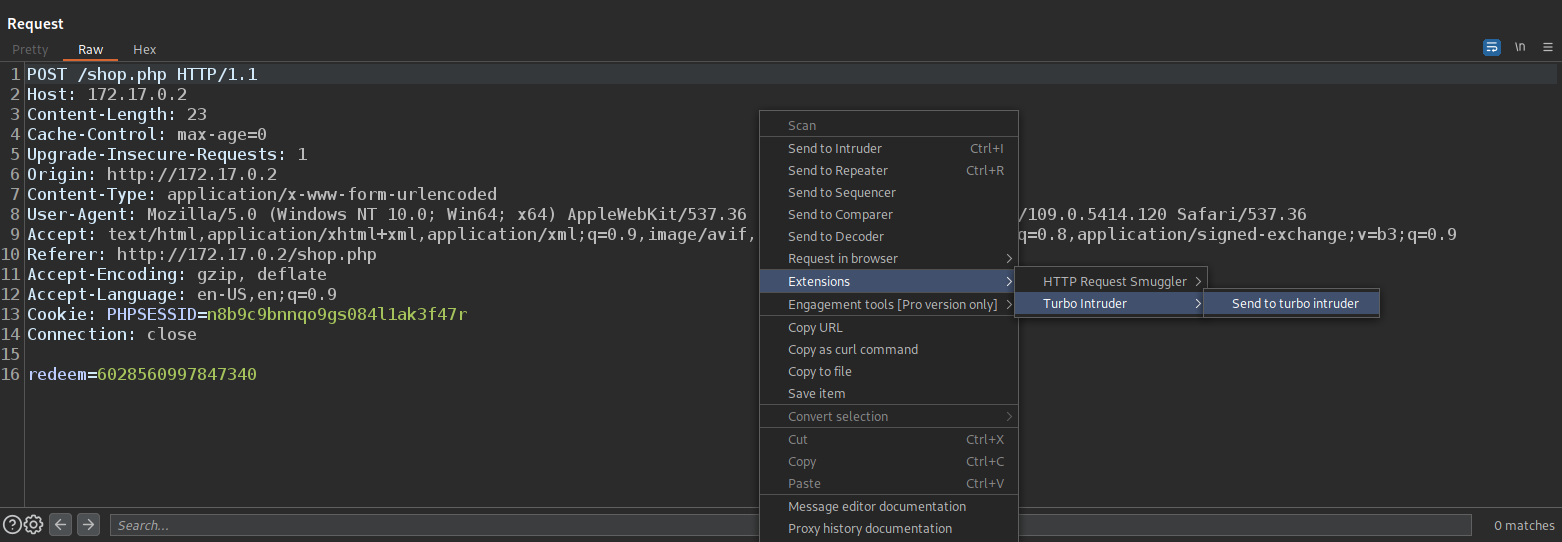 Request
Pretty Raw Hex
\n
1 POST /shop.php HTTP/1.1
2 Host: 172.17.0.2
3 Content-Length: 23
4 Cache-Control: max-age=0
5 Upgrade-Insecure-Requests: 1
6 Origin: http://172.17.0.2
7 Content-Type: application/x-www-form-urlencoded
8 User-Agent: Mozilla/5.0 (Windows NT 10.0; Win64; x64) AppleWebKit/537.36 /109.0.5414.120 Safari/537.36
9 Accept: text/html,application/xhtml+xml,application/xml;q=0.9,image/avif, q=0.8,application/signed-exchange;v=b3;q=0.9
10 Referer: http://172.17.0.2/shop.php
11 Accept-Encoding: gzip, deflate
12 Accept-Language: en-US,en;q=0.9
13 Cookie: PHPSESSID=n8b9c9bnnqo9gs084l1ak3f47r
14 Connection: close
15
16 redeem=6028560997847340
Scan
Send to Intruder Ctrl+I
Send to Repeater Ctrl+R
Send to Sequencer
Send to Comparer
Send to Decoder
Request in browser
Extensions
Engagement tools [Pro version only]
Copy URL
Copy as curl command
Copy to file
Save item
Convert selection
Cut Ctrl+X
Copy Ctrl+C
Paste Ctrl+V
Message editor documentation
Proxy history documentation
HTTP Request Smuggler
Turbo Intruder
Send to turbo intruder
Search...
0 matches